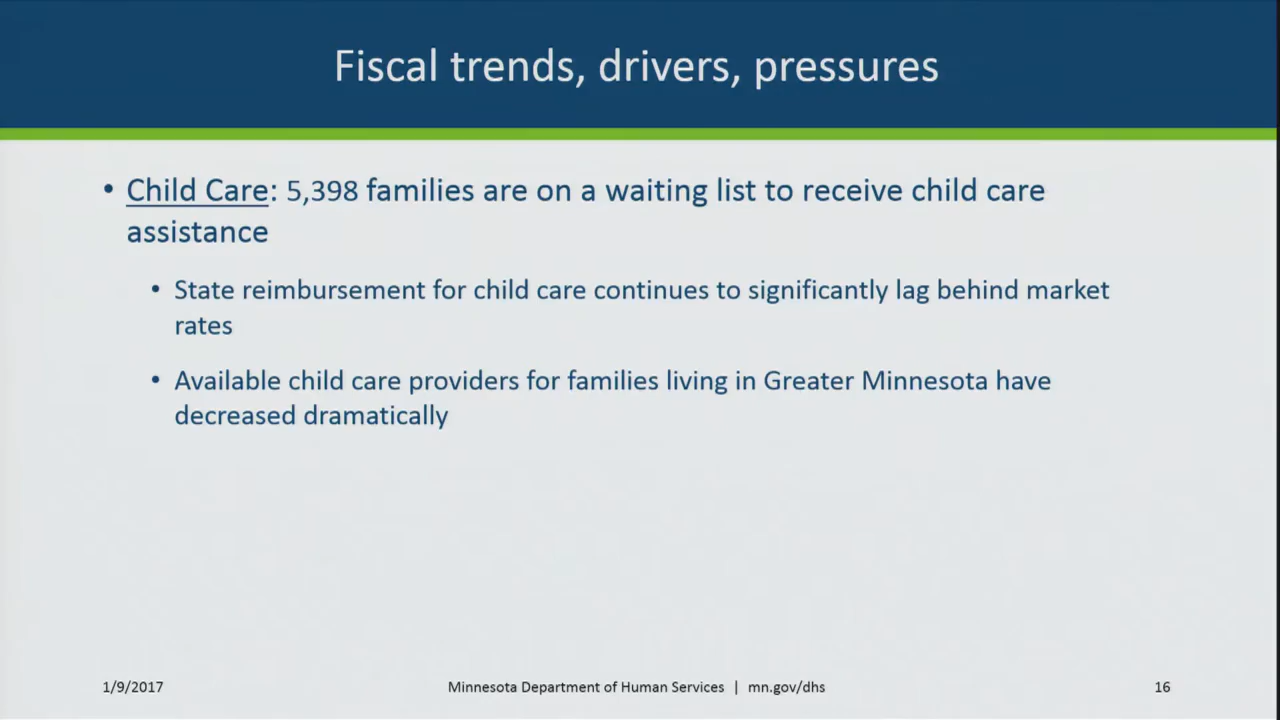 Fiscal trends, drivers, pressures
• Child Care: 5,398 families are on a waiting list to receive child care
assistance
• State reimbursement for child care continues to significantly lag behind market
rates
• Available child care providers for families living in Greater Minnesota have
decreased dramatically
1/9/2017 Minnesota Department of Human Services | mn.gov/dhs 16